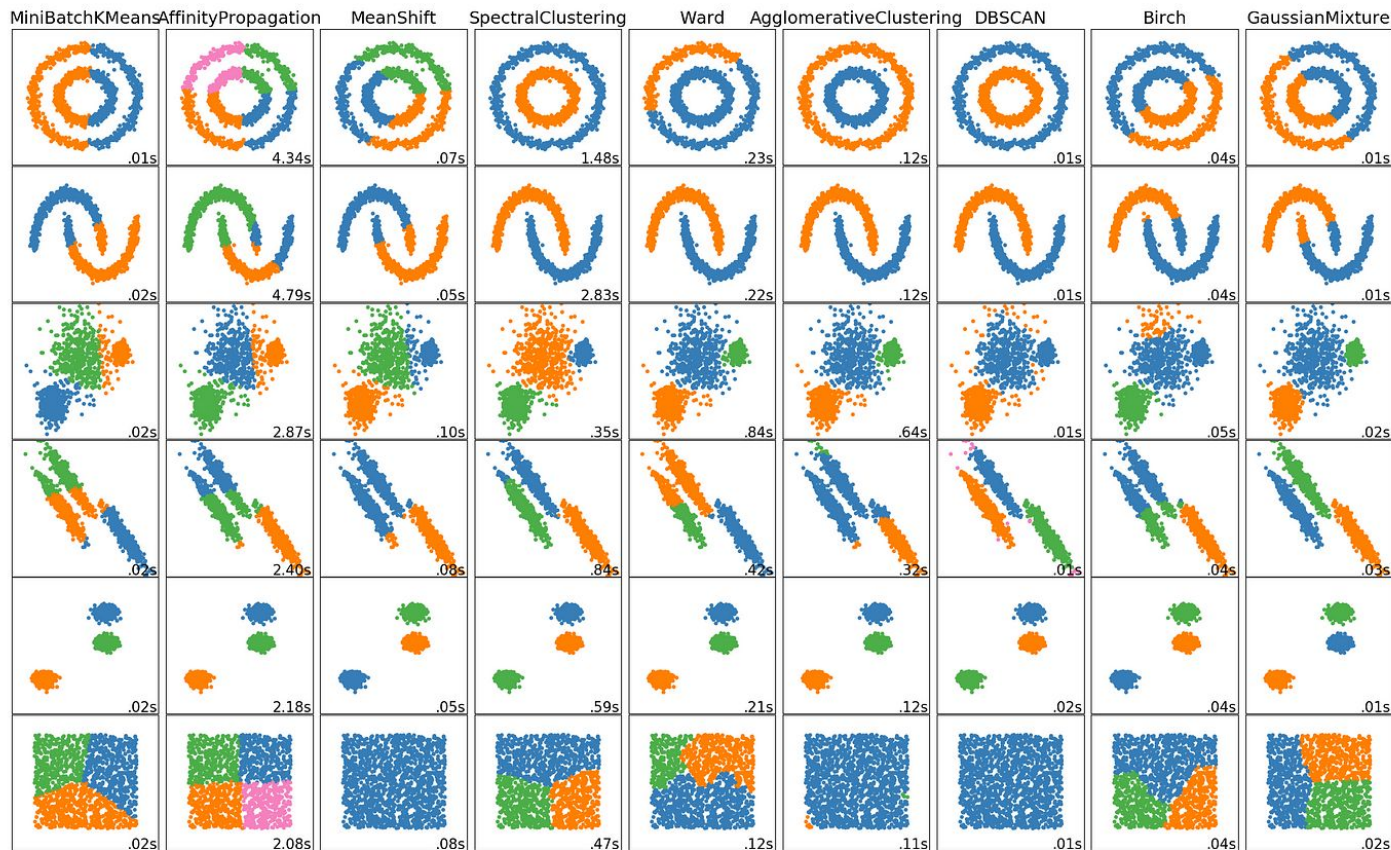 MiniBatchKMeans AffinityPropagation MeanShift SpectralClustering Ward AgglomerativeClustering DBSCAN Birch GaussianMixture
.01s 4.34s .07s 1.48s .23s .12s .01s .04s .01s
.02s 4.79s .05s 2.83s .22s .12s .01s .04s .01s
.02s 2.87s .10s .35s .84s .64s .01s .05s .02s
.02s 2.40s .08s .84s .42s .32s .01s .04s .03s
.02s 2.18s .05s .59s .21s .12s .02s .04s .01s
.02s 2.08s .08s .47s .12s .11s .01s .04s .02s